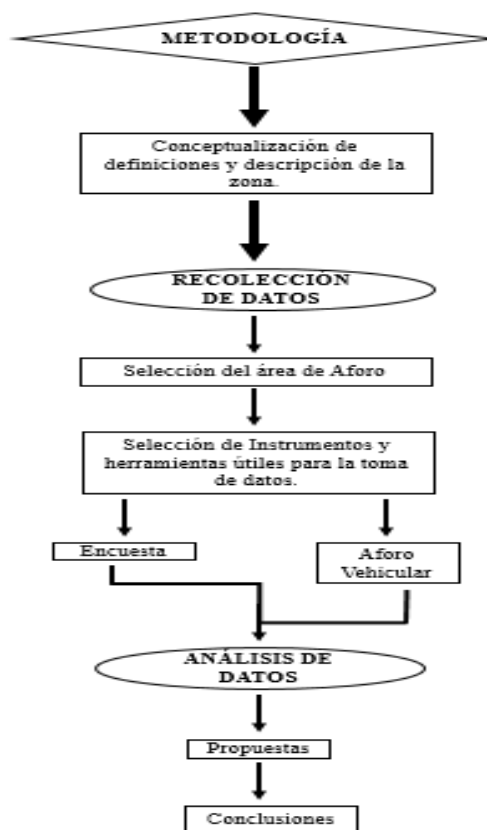 METODOLOGÍA
Conceptualización de
definiciones y descripción de la
zona.
RECOLECCIÓN
DE DATOS
Selección del área de Aforo
Selección de Instrumentos y
herramientas útiles para la toma
de datos.
Encuesta
Aforo
Vehicular
ANÁLISIS DE
DATOS
Propuestas
Conclusiones